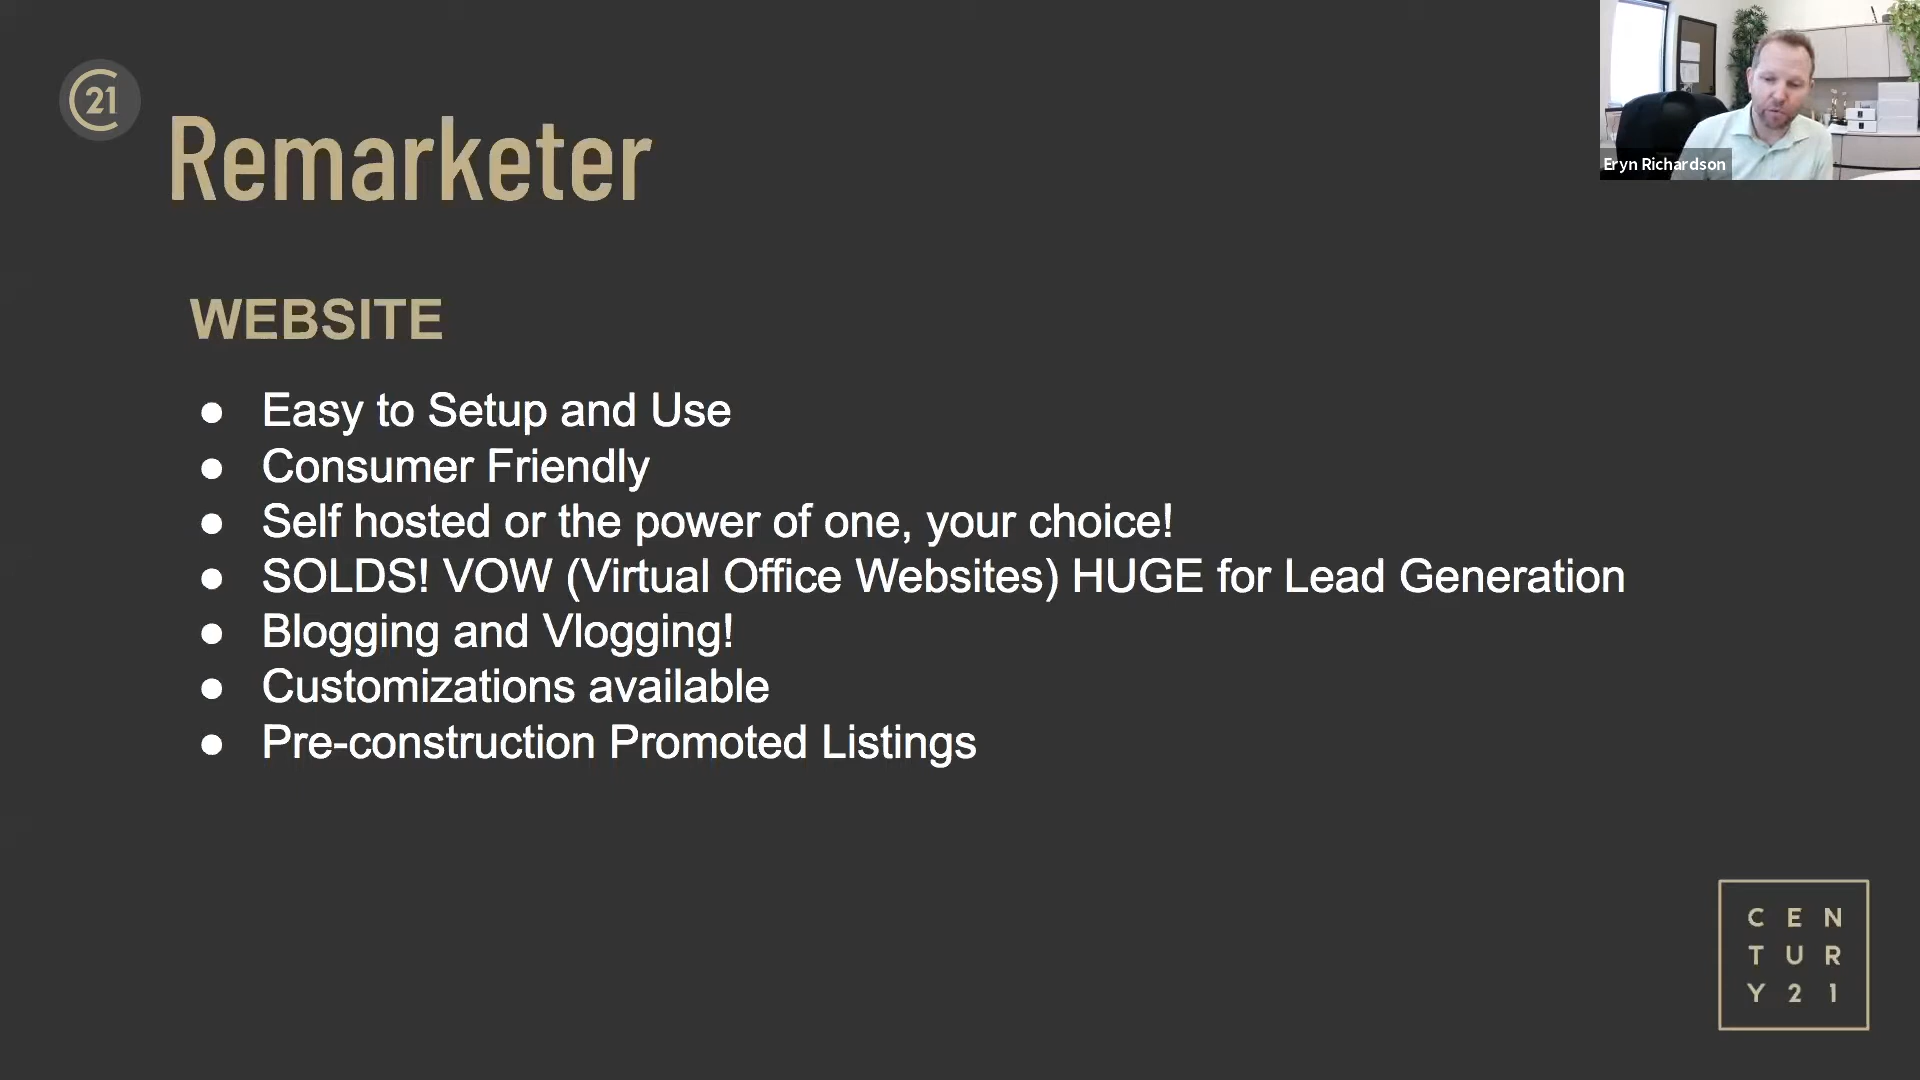 21
Remarketer
Eryn Richardson
WEBSITE
● Easy to Setup and Use
● Consumer Friendly
● Self hosted or the power of one, your choice!
● SOLDS! VOW (Virtual Office Websites) HUGE for Lead Generation
● Blogging and Vlogging!
● Customizations available
● Pre-construction Promoted Listings
C E N
T U R
Y 2 1